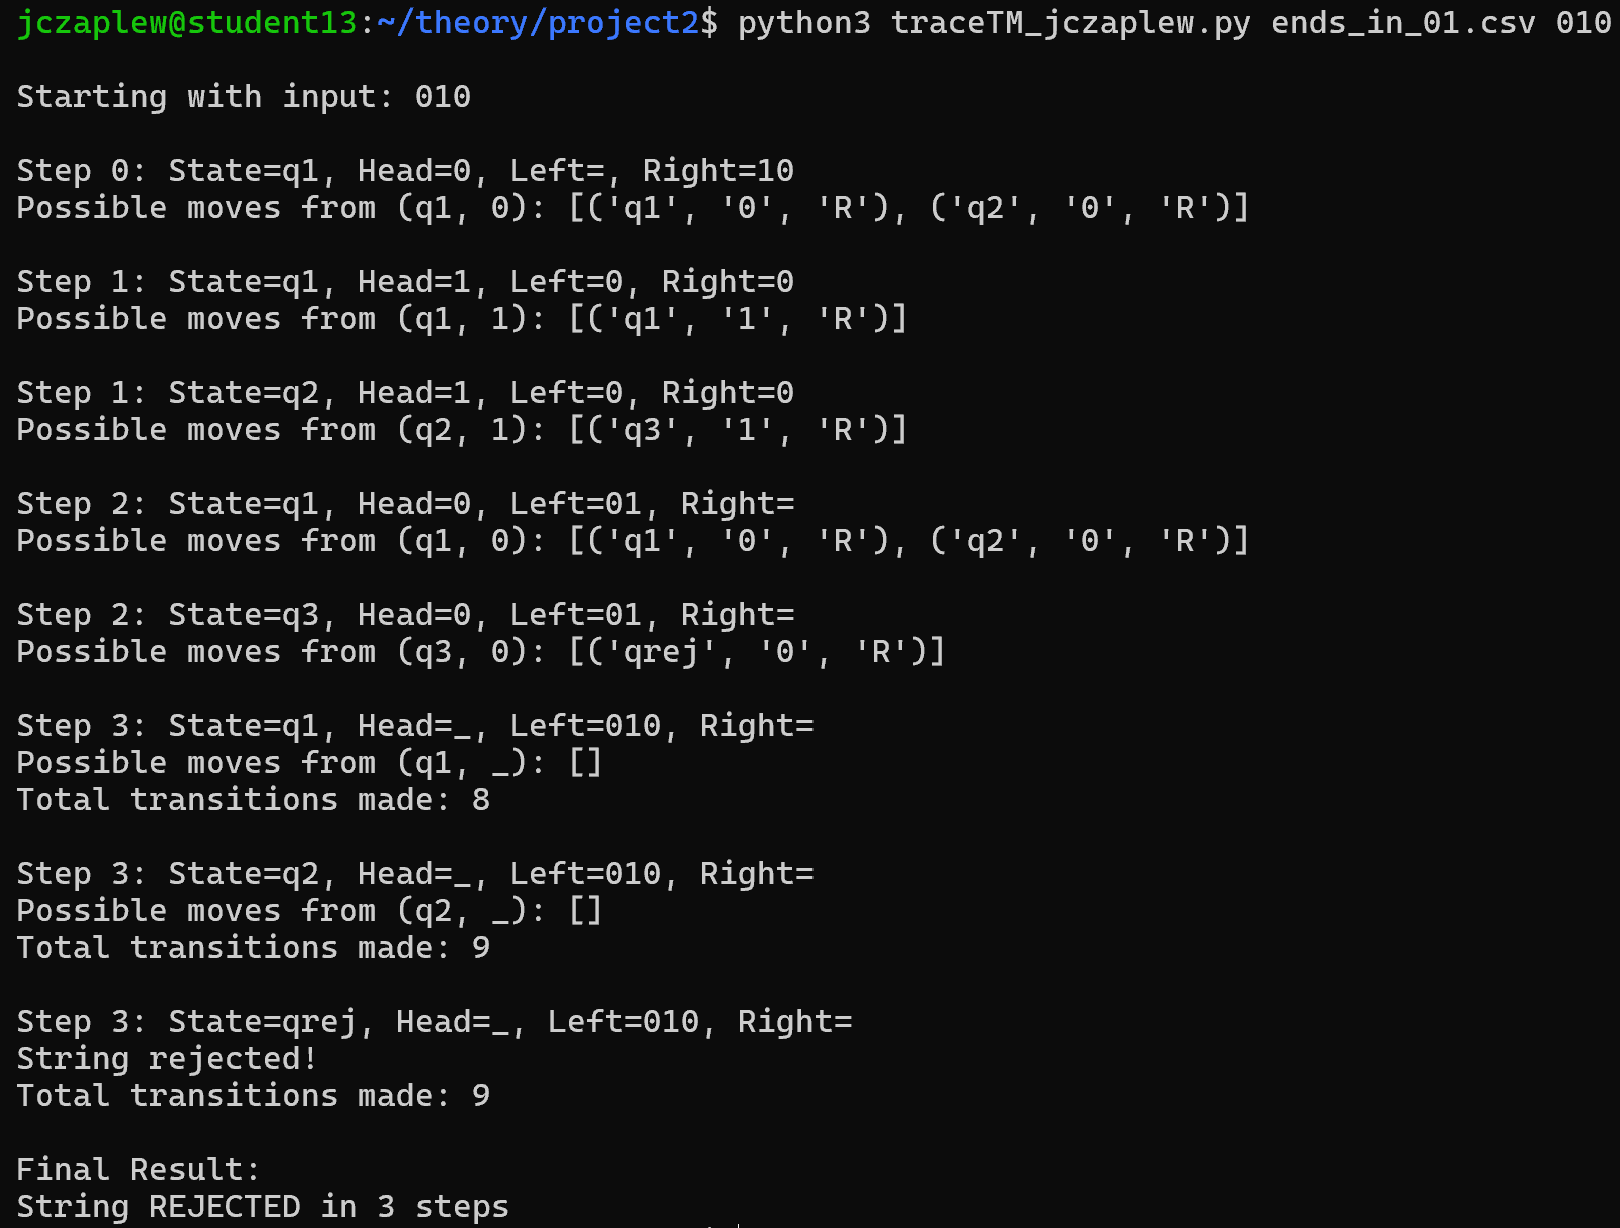 jczaplew@student13:~/theory/project2$ python3 traceTM_jczaplew.py ends_in_01.csv 010
Starting with input: 010
Step 0: State=q1, Head=0, Left=, Right=10
Possible moves from (q1, 0): [('q1', '0', 'R'), ('q2', '0', 'R')]
Step 1: State=q1, Head=1, Left=0, Right=0
Possible moves from (q1, 1): [('q1', '1', 'R')]
Step 1: State=q2, Head=1, Left=0, Right=0
Possible moves from (q2, 1): [('q3', '1', 'R')]
Step 2: State=q1, Head=0, Left=01, Right=
Possible moves from (q1, 0): [('q1', '0', 'R'), ('q2', '0', 'R')]
Step 2: State=q3, Head=0, Left=01, Right=
Possible moves from (q3, 0): [('qrej', '0', 'R')]
Step 3: State=q1, Head=_, Left=010, Right=
Possible moves from (q1, _): []
Total transitions made: 8
Step 3: State=q2, Head=_, Left=010, Right=
Possible moves from (q2, _): []
Total transitions made: 9
Step 3: State=qrej, Head=_, Left=010, Right=
String rejected!
Total transitions made: 9
Final Result:
String REJECTED in 3 steps